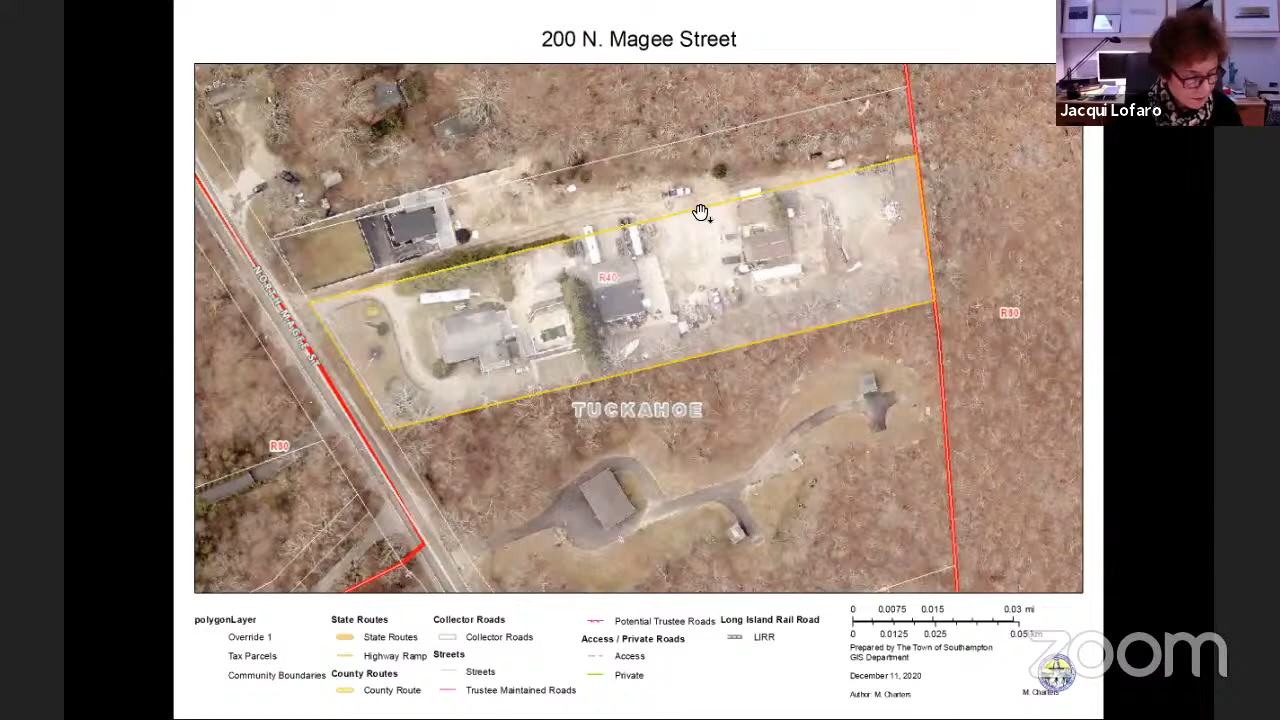 200 N. Magee Street
Jacqui Lofaro
NORTH MAGEE ST
R40
R80
TUCKAHOE
R80
polygonLayer
Override 1
Tax Parcels
Community Boundaries
State Routes
State Routes
Highway Ramp
County Routes
County Route
Collector Roads
Collector Roads
Streets
Streets
Trustee Maintained Roads
Potential Trustee Roads
Access / Private Roads
Access
Private
Long Island Rail Road
LIRR
0 0.0075 0.015 0.03 mi
0 0.0125 0.025 0.05 km
Prepared by The Town of Southampton
GIS Department
December 11, 2020
Author: M. Charters
M. Charters
zoom